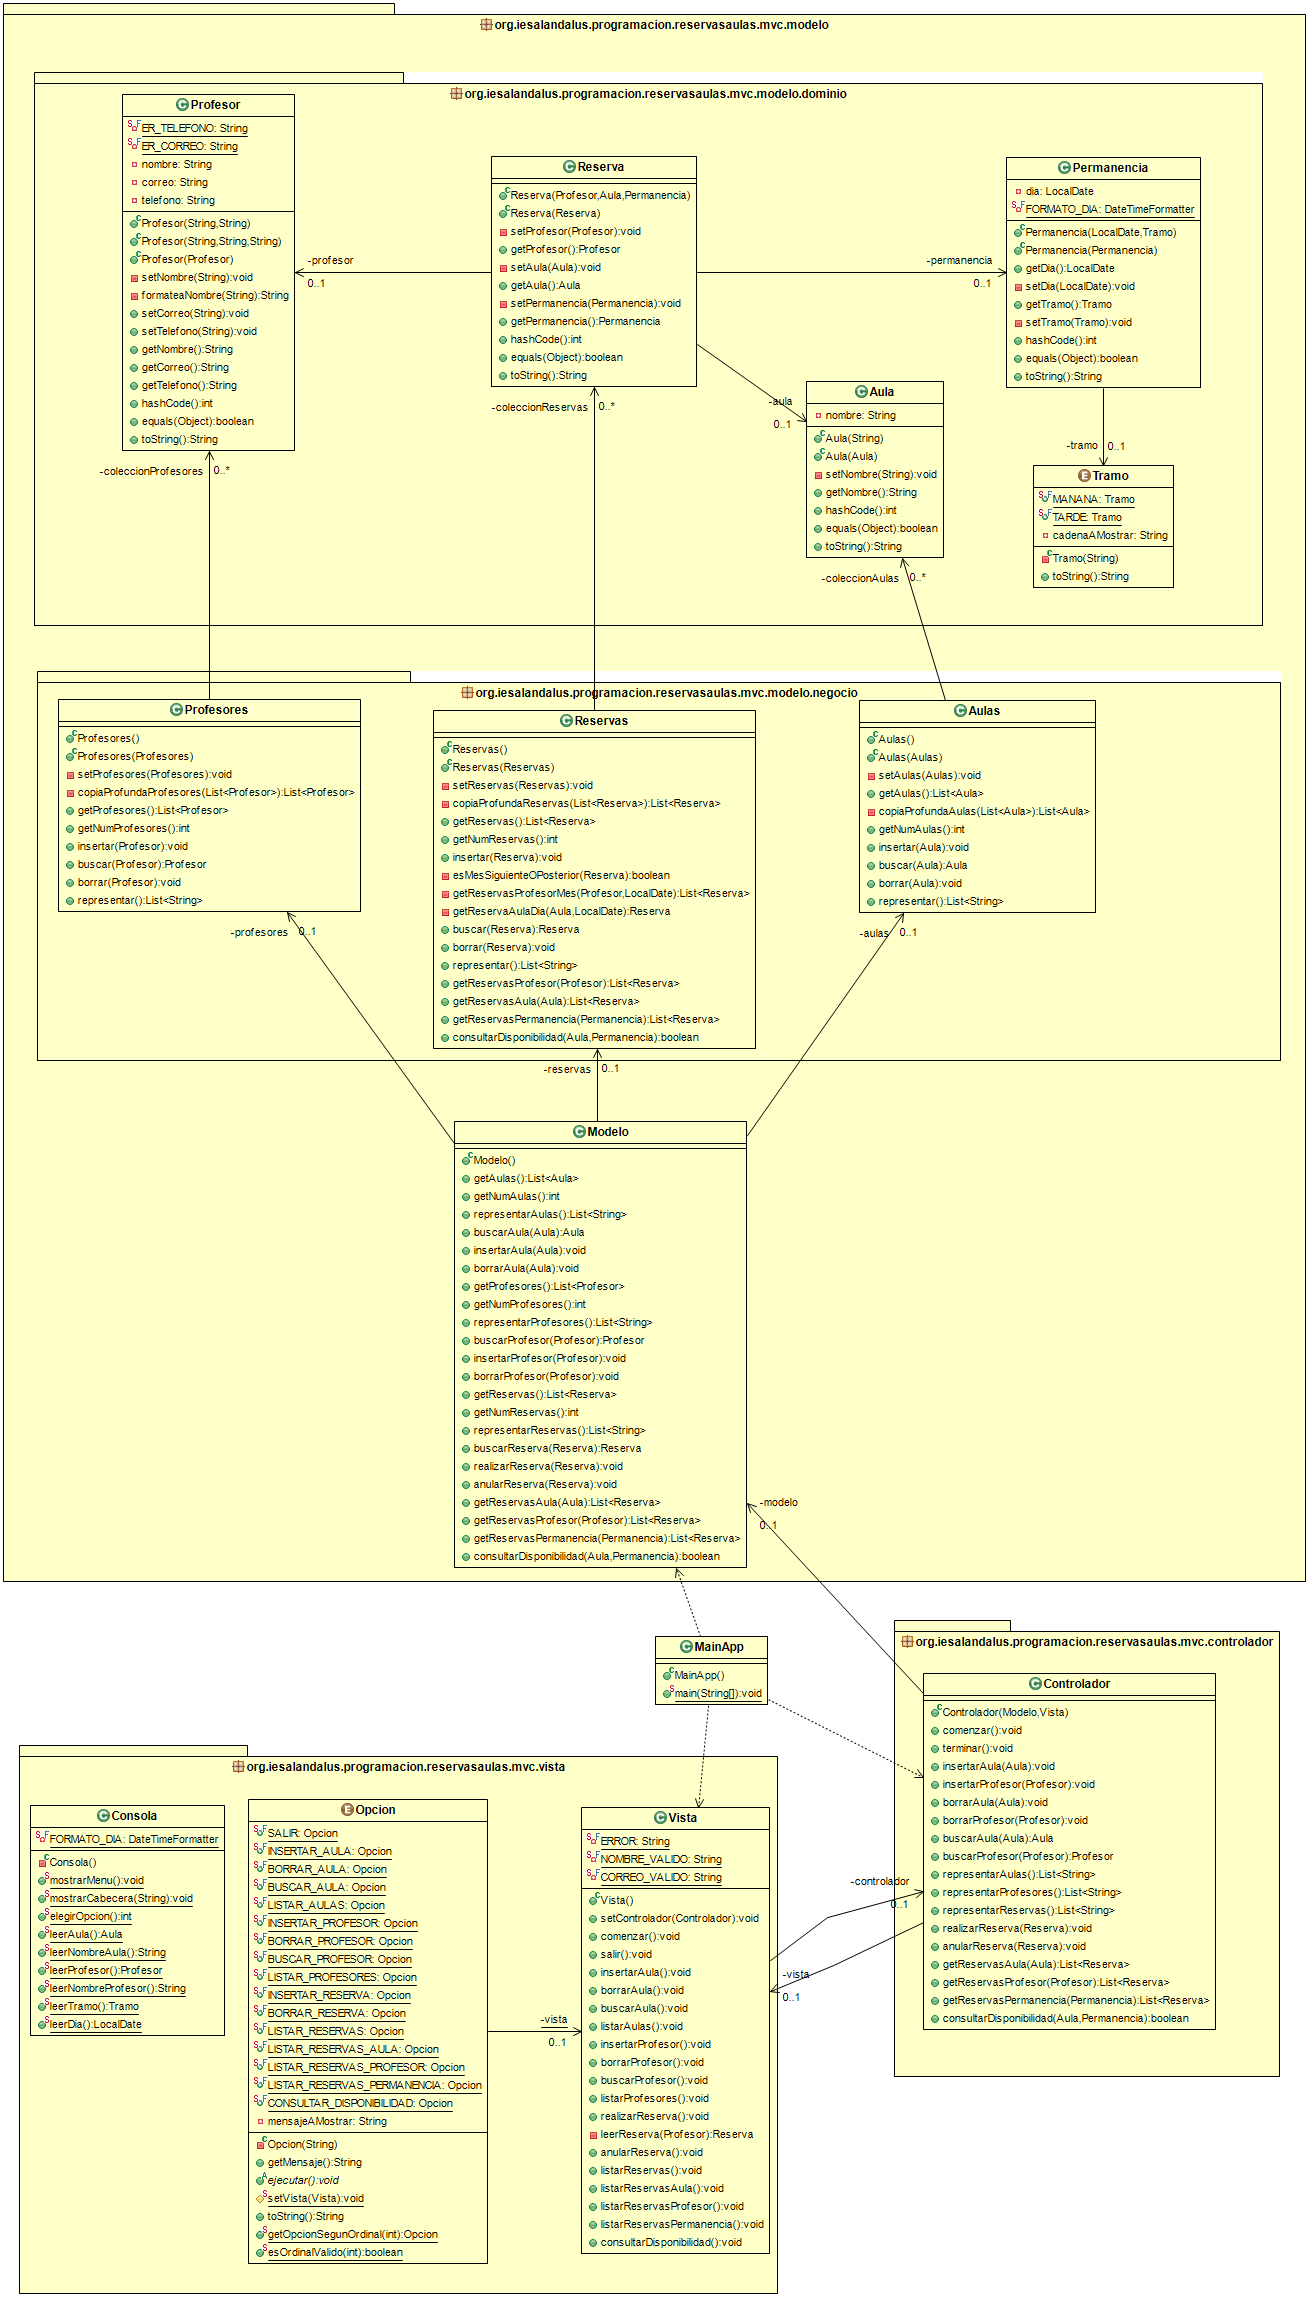 org.iesalandalus.programacion.reservasaulas.mvc.modelo
org.iesalandalus.programacion.reservasaulas.mvc.modelo.dominio
Profesor
ER_TELEFONO: String
ER_CORREO: String
nombre: String
correo: String
telefono: String
Profesor(String,String)
Profesor(String,String,String)
Profesor(Profesor)
setNombre(String):void
formateaNombre(String):String
setCorreo(String):void
setTelefono(String):void
getNombre():String
getCorreo():String
getTelefono():String
hashCode():int
equals(Object):boolean
toString():String
-profesor
0..1
Reserva
Reserva(Profesor,Aula,Permanencia)
Reserva(Reserva)
setProfesor(Profesor):void
getProfesor():Profesor
setAula(Aula):void
getAula():Aula
setPermanencia(Permanencia):void
getPermanencia():Permanencia
hashCode():int
equals(Object):boolean
toString():String
-permanencia
0..1
Permanencia
dia: LocalDate
FORMATO_DIA: DateTimeFormatter
Permanencia(LocalDate,Tramo)
Permanencia(Permanencia)
getDia():LocalDate
setDia(LocalDate):void
getTramo():Tramo
setTramo(Tramo):void
hashCode():int
equals(Object):boolean
toString():String
-aula
0..1
Aula
nombre: String
Aula(String)
Aula(Aula)
setNombre(String):void
getNombre():String
hashCode():int
equals(Object):boolean
toString():String
-tramo
0..1
Tramo
MANANA: Tramo
TARDE: Tramo
cadenaAMostrar: String
Tramo(String)
toString():String
-coleccionProfesores
0..*
-coleccionReservas
0..*
-coleccionAulas
0..*
org.iesalandalus.programacion.reservasaulas.mvc.modelo.negocio
Profesores
Profesores()
Profesores(Profesores)
setProfesores(Profesores):void
copiaProfundaProfesores(List<Profesor>):List<Profesor>
getProfesores():List<Profesor>
getNumProfesores():int
insertar(Profesor):void
buscar(Profesor):Profesor
borrar(Profesor):void
representar():List<String>
Reservas
Reservas()
Reservas(Reservas)
setReservas(Reservas):void
copiaProfundaReservas(List<Reserva>):List<Reserva>
getReservas():List<Reserva>
getNumReservas():int
insertar(Reserva):void
esMesSiguienteOPosterior(Reserva):boolean
getReservasProfesorMes(Profesor,LocalDate):List<Reserva>
getReservaAulaDia(Aula,LocalDate):Reserva
buscar(Reserva):Reserva
borrar(Reserva):void
representar():List<String>
getReservasProfesor(Profesor):List<Reserva>
getReservasAula(Aula):List<Reserva>
getReservasPermanencia(Permanencia):List<Reserva>
consultarDisponibilidad(Aula,Permanencia):boolean
Aulas
Aulas()
Aulas(Aulas)
setAulas(Aulas):void
getAulas():List<Aula>
copiaProfundaAulas(List<Aula>):List<Aula>
getNumAulas():int
insertar(Aula):void
buscar(Aula):Aula
borrar(Aula):void
representar():List<String>
-profesores
0..1
-reservas
0..1
-aulas
0..1
Modelo
Modelo()
getAulas():List<Aula>
getNumAulas():int
representarAulas():List<String>
buscarAula(Aula):Aula
insertarAula(Aula):void
borrarAula(Aula):void
getProfesores():List<Profesor>
getNumProfesores():int
representarProfesores():List<String>
buscarProfesor(Profesor):Profesor
insertarProfesor(Profesor):void
borrarProfesor(Profesor):void
getReservas():List<Reserva>
getNumReservas():int
representarReservas():List<String>
buscarReserva(Reserva):Reserva
realizarReserva(Reserva):void
anularReserva(Reserva):void
getReservasAula(Aula):List<Reserva>
getReservasProfesor(Profesor):List<Reserva>
getReservasPermanencia(Permanencia):List<Reserva>
consultarDisponibilidad(Aula,Permanencia):boolean
-modelo
0..1
MainApp
MainApp()
main(String[]):void
org.iesalandalus.programacion.reservasaulas.mvc.controlador
Controlador
Controlador(Modelo,Vista)
comenzar():void
terminar():void
insertarAula(Aula):void
insertarProfesor(Profesor):void
borrarAula(Aula):void
borrarProfesor(Profesor):void
buscarAula(Aula):Aula
buscarProfesor(Profesor):Profesor
representarAulas():List<String>
representarProfesores():List<String>
representarReservas():List<String>
realizarReserva(Reserva):void
anularReserva(Reserva):void
getReservasAula(Aula):List<Reserva>
getReservasProfesor(Profesor):List<Reserva>
getReservasPermanencia(Permanencia):List<Reserva>
consultarDisponibilidad(Aula,Permanencia):boolean
org.iesalandalus.programacion.reservasaulas.mvc.vista
Consola
FORMATO_DIA: DateTimeFormatter
Consola()
mostrarMenu():void
mostrarCabecera(String):void
elegirOpcion():int
leerAula():Aula
leerNombreAula():String
leerProfesor():Profesor
leerNombreProfesor():String
leerTramo():Tramo
leerDia():LocalDate
Opcion
SALIR: Opcion
INSERTAR_AULA: Opcion
BORRAR_AULA: Opcion
BUSCAR_AULA: Opcion
LISTAR_AULAS: Opcion
INSERTAR_PROFESOR: Opcion
BORRAR_PROFESOR: Opcion
BUSCAR_PROFESOR: Opcion
LISTAR_PROFESORES: Opcion
INSERTAR_RESERVA: Opcion
BORRAR_RESERVA: Opcion
LISTAR_RESERVAS: Opcion
LISTAR_RESERVAS_AULA: Opcion
LISTAR_RESERVAS_PROFESOR: Opcion
LISTAR_RESERVAS_PERMANENCIA: Opcion
CONSULTAR_DISPONIBILIDAD: Opcion
mensajeAMostrar: String
Opcion(String)
getMensaje():String
ejecutar():void
setVista(Vista):void
toString():String
getOpcionSegunOrdinal(int):Opcion
esOrdinalValido(int):boolean
-vista
0..1
Vista
ERROR: String
NOMBRE_VALIDO: String
CORREO_VALIDO: String
Vista()
setControlador(Controlador):void
comenzar():void
salir():void
insertarAula():void
borrarAula():void
buscarAula():void
listarAulas():void
insertarProfesor():void
borrarProfesor():void
buscarProfesor():void
listarProfesores():void
realizarReserva():void
leerReserva(Profesor):Reserva
anularReserva():void
listarReservas():void
listarReservasAula():void
listarReservasProfesor():void
listarReservasPermanencia():void
consultarDisponibilidad():void
-controlador
0..1
-vista
0..1